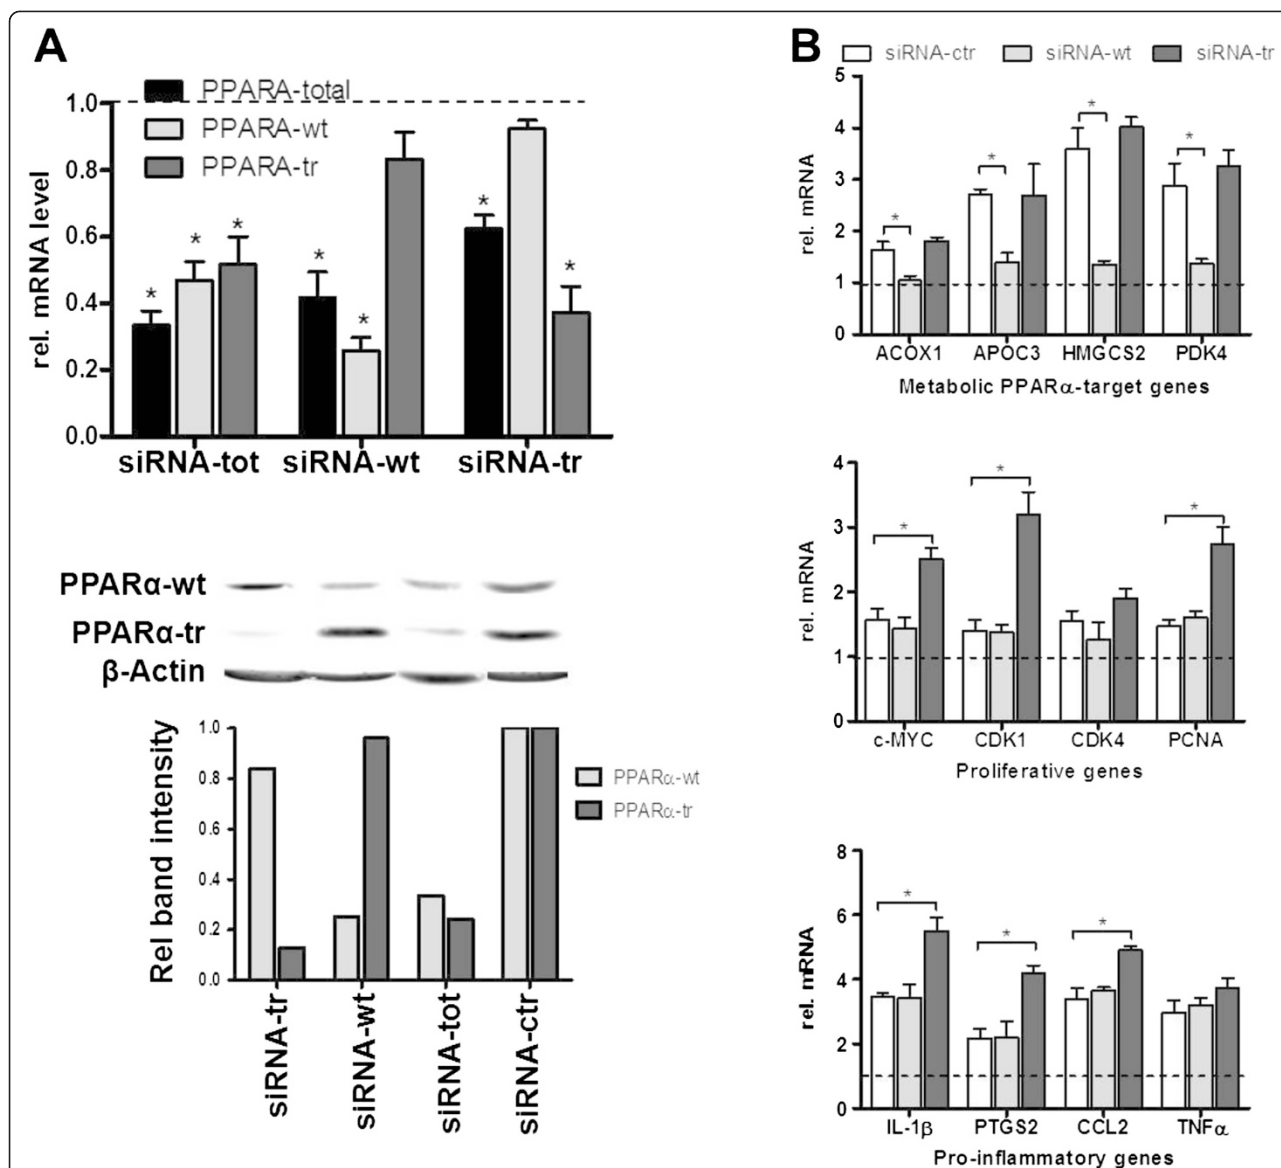 A
PPARA-total
PPARA-wt
PPARA-tr
rel. mRNA level
1.0
0.8
0.6
0.4
0.2
0.0
*
*
*
*
*
*
*
siRNA-tot siRNA-wt siRNA-tr
PPARα-wt
PPARα-tr
β-Actin
Rel band intensity
1.0
0.8
0.6
0.4
0.2
0.0
PPARα-wt
PPARα-tr
siRNA-tr
siRNA-wt
siRNA-tot
siRNA-ctr
B
siRNA-ctr siRNA-wt siRNA-tr
rel. mRNA
5
4
3
2
1
0
*
*
*
*
ACOX1 APOC3 HMGCS2 PDK4
Metabolic PPARα-target genes
rel. mRNA
4
3
2
1
0
*
*
*
c-MYC CDK1 CDK4 PCNA
Proliferative genes
rel. mRNA
8
6
4
2
0
*
*
*
IL-1β PTGS2 CCL2 TNFα
Pro-inflammatory genes